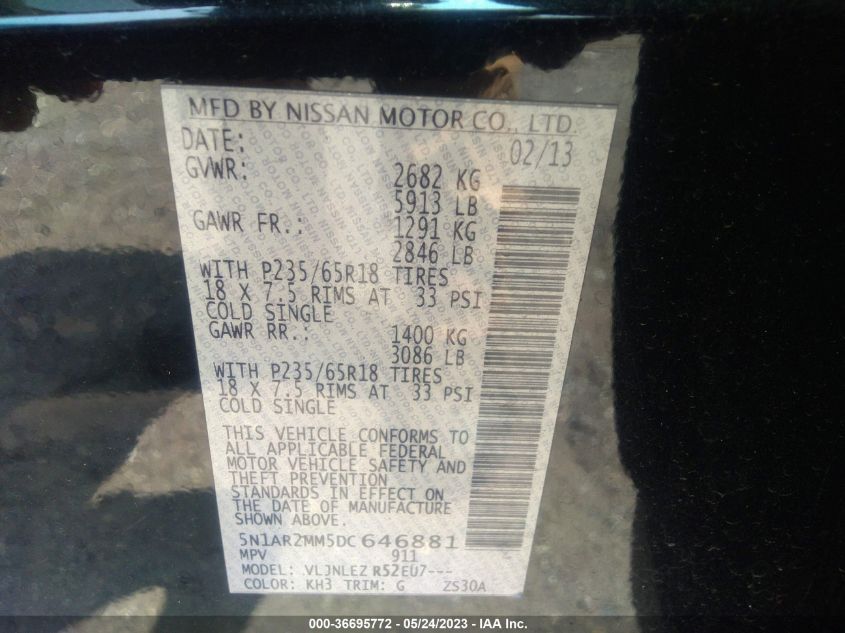 MFD BY NISSAN MOTOR CO., LTD.
DATE: 02/13
GVWR: 2682 KG
5913 LB
GAWR FR.: 1291 KG
2846 LB
WITH P235/65R18 TIRES
18 X 7.5 RIMS AT 33 PSI
COLD SINGLE
GAWR RR.: 1400 KG
3086 LB
WITH P235/65R18 TIRES
18 X 7.5 RIMS AT 33 PSI
COLD SINGLE
THIS VEHICLE CONFORMS TO
ALL APPLICABLE FEDERAL
MOTOR VEHICLE SAFETY AND
THEFT PREVENTION
STANDARDS IN EFFECT ON
THE DATE OF MANUFACTURE
SHOWN ABOVE.
5N1AR2MM5DC646881
MPV 911
MODEL: VLJNLEZ R52EU7---
COLOR: KH3 TRIM: G ZS30A
000-36695772 — 05/24/2023 — IAA Inc.